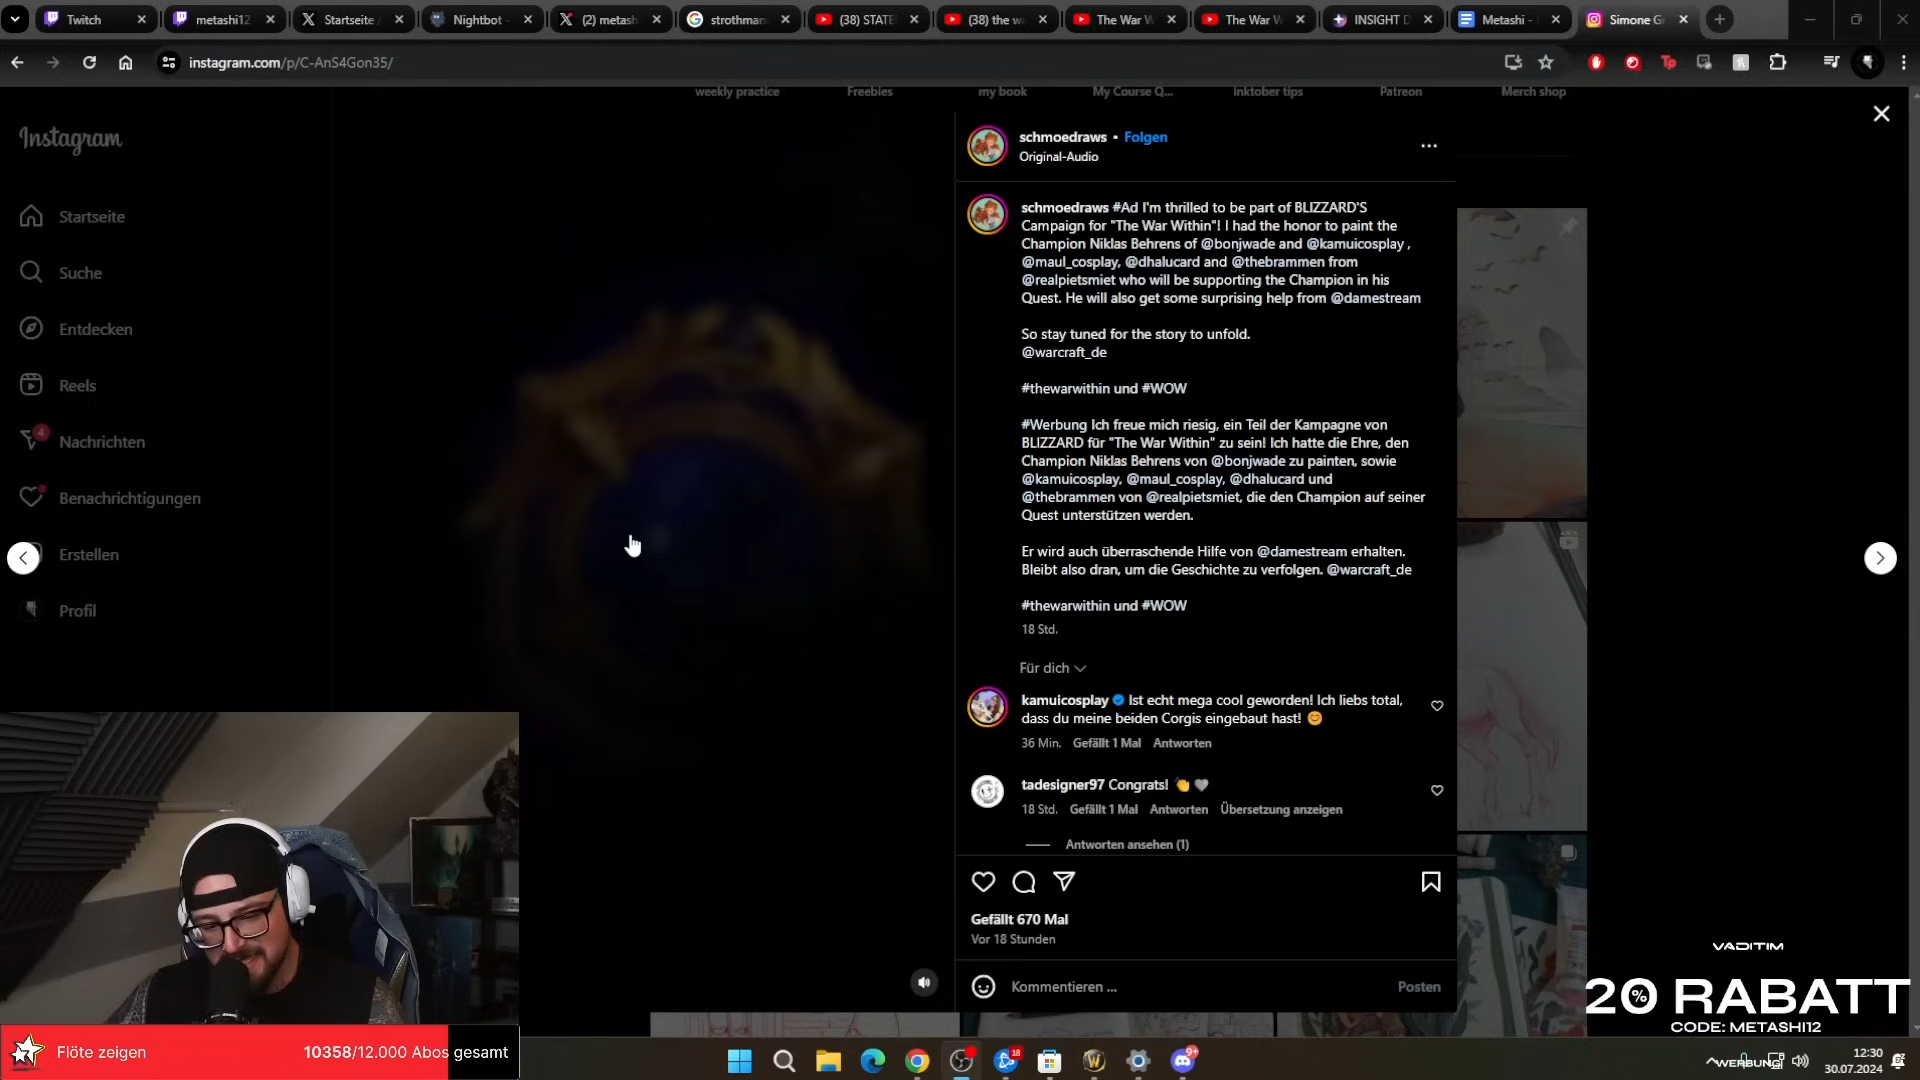 Twitch
metashi12
Startseite /
Nightbot -
(2) metash
strothman
(38) STATE
(38) the wa
The War W
The War W
INSIGHT D
Metashi -
Simone Gr
instagram.com/p/C-AnS4Gon35/
weekly practice
Freebies
my book
My Course Q...
inktober tips
Patreon
Merch shop
Instagram
Startseite
Suche
Entdecken
Reels
4
Nachrichten
Benachrichtigungen
Erstellen
Profil
schmoedraws • Folgen
Original-Audio
schmoedraws #Ad I'm thrilled to be part of BLIZZARD'S
Campaign for "The War Within"! I had the honor to paint the
Champion Niklas Behrens of @bonjwade and @kamuicosplay ,
@maul_cosplay, @dhalucard and @thebrammen from
@realpietsmiet who will be supporting the Champion in his
Quest. He will also get some surprising help from @damestream
So stay tuned for the story to unfold.
@warcraft_de
#thewarwithin und #WOW
#Werbung Ich freue mich riesig, ein Teil der Kampagne von
BLIZZARD für "The War Within" zu sein! Ich hatte die Ehre, den
Champion Niklas Behrens von @bonjwade zu painten, sowie
@kamuicosplay, @maul_cosplay, @dhalucard und
@thebrammen von @realpietsmiet, die den Champion auf seiner
Quest unterstützen werden.
Er wird auch überraschende Hilfe von @damestream erhalten.
Bleibt also dran, um die Geschichte zu verfolgen. @warcraft_de
#thewarwithin und #WOW
18 Std.
Für dich
kamuicosplay Ist echt mega cool geworden! Ich liebs total,
dass du meine beiden Corgis eingebaut hast! 😊
36 Min. Gefällt 1 Mal Antworten
tadesigner97 Congrats! 👏🩶
18 Std. Gefällt 1 Mal Antworten Übersetzung anzeigen
Antworten ansehen (1)
Gefällt 670 Mal
Vor 18 Stunden
Kommentieren ...
Posten
VADITIM
20% RABATT
CODE: METASHI12
Flöte zeigen
10358/12.000 Abos gesamt
18
9+
WERBUNG
12:30
30.07.2024